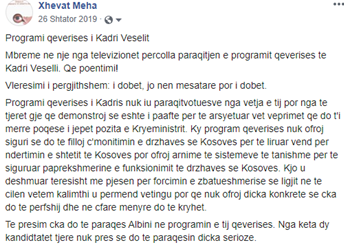 Xhevat Meha
26 Shtator 2019 ·
Programi qeverises i Kadri Veselit
Mbreme ne nje nga televizionet percolla paraqitjen e programit qeverises te
Kadri Veselli. Qe poentimi!
Vleresimi i pergjithshem: i dobet, jo nen mesatare por i dobet.
Programi qeverises i Kadris nuk iu paraqitvotuesve nga vetja e tij por nga te
tjeret gje qe demonstroj se eshte i paafte per te arsyetuar vet veprimet qe do t'i
merre poqese i jepet pozita e Kryeministrit. Ky program qeverises nuk ofroj
siguri se do te filloj c'monitimin e drzhaves se Kosoves per te liruar vend per
ndertimin e shtetit te Kosoves por ofroj arnime te sistemeve te tanishme per te
siguruar paprekshmerine e funksionimit te drzhaves se Kosoves. Kjo u
deshmuar teresisht me pjesen per forcimin e zbatueshmerise se ligjit ne te
cilen vetem kalimthi u permend vetingu por qe nuk ofroj dicka konkrete se cka
do te perfshij dhe ne cfare menyre do te kryhet.
Te presim cka do te paraqes Albini ne programin e tij qeverises. Nga keta dy
kandidtatet tjere nuk pres se do te paraqesin dicka serioze.